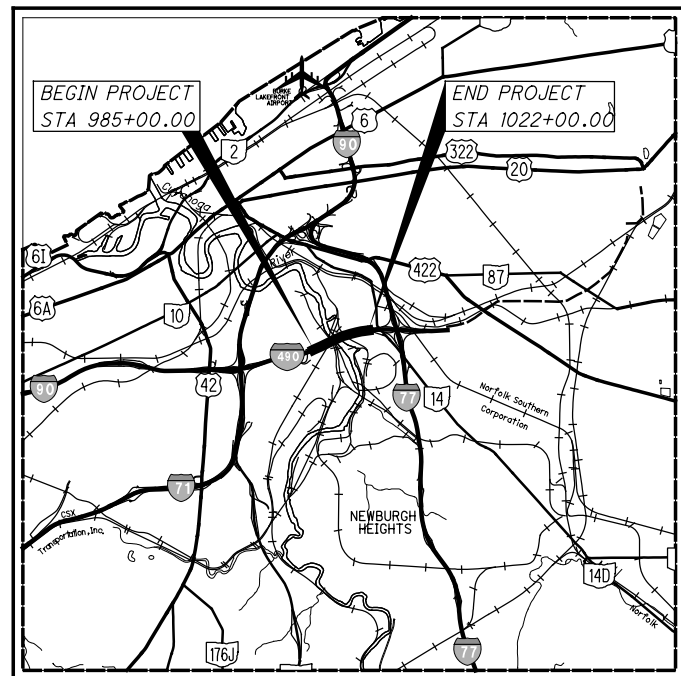 BEGIN PROJECT
STA 985+00.00
BURKE
LAKEFRONT
AIRPORT
END PROJECT
STA 1022+00.00
6
2
90
322
20
Cuyahoga
River
6I
6A
10
422
87
490
42
90
77
14
Norfolk Southern
Corporation
71
CSX
Transportation, Inc.
NEWBURGH
HEIGHTS
14D
Norfolk
176J
77